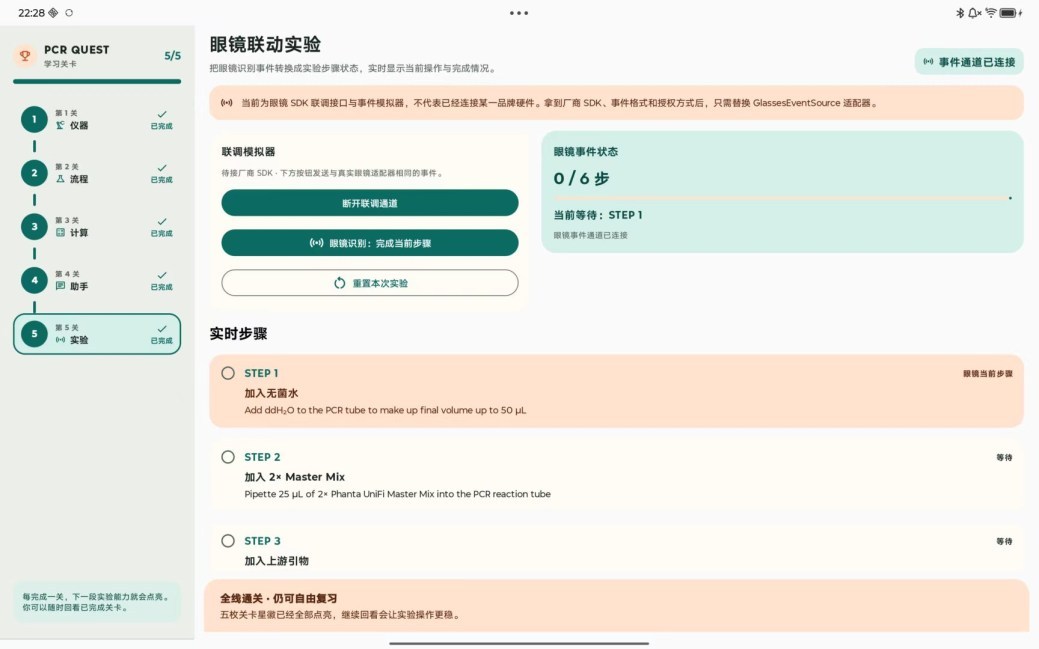 22:28
PCR QUEST
学习关卡
5/5
1
第 1 关
仪器
已完成
2
第 2 关
流程
已完成
3
第 3 关
计算
已完成
4
第 4 关
助手
已完成
5
第 5 关
实验
已完成
每完成一关，下一段实验能力就会点亮。
你可以随时回看已完成关卡。
眼镜联动实验
把眼镜识别事件转换成实验步骤状态，实时显示当前操作与完成情况。
事件通道已连接
当前为眼镜 SDK 联调接口与事件模拟器，不代表已经连接某一品牌硬件。拿到厂商 SDK、事件格式和授权方式后，只需替换 GlassesEventSource 适配器。
联调模拟器
待接厂商 SDK · 下方按钮发送与真实眼镜适配器相同的事件。
断开联调通道
眼镜识别：完成当前步骤
重置本次实验
眼镜事件状态
0 / 6 步
当前等待：STEP 1
眼镜事件通道已连接
实时步骤
STEP 1
眼镜当前步骤
加入无菌水
Add ddH₂O to the PCR tube to make up final volume up to 50 μL
STEP 2
等待
加入 2× Master Mix
Pipette 25 μL of 2× Phanta UniFi Master Mix into the PCR reaction tube
STEP 3
等待
加入上游引物
全线通关 · 仍可自由复习
五枚关卡星徽已经全部点亮，继续回看会让实验操作更稳。